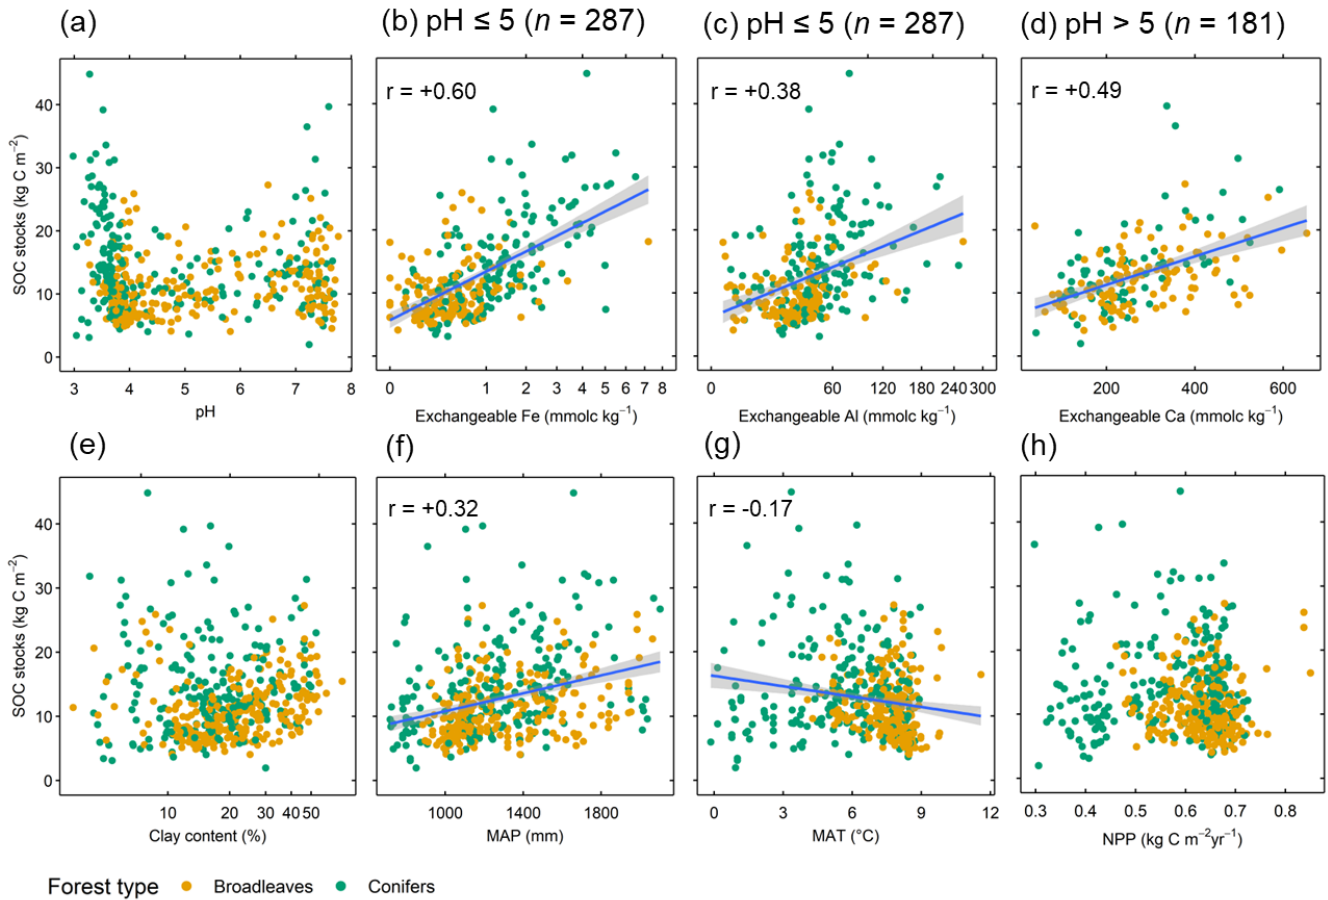 (a)
(b) pH ≤ 5 (n = 287)
(c) pH ≤ 5 (n = 287)
(d) pH > 5 (n = 181)
SOC stocks (kg C m⁻²)
40
30
20
10
0
r = +0.60
r = +0.38
r = +0.49
3 4 5 6 7 8
0 1 2 3 4 5 6 7 8
0 60 120 180 240 300
200 400 600
pH
Exchangeable Fe (mmolc kg⁻¹)
Exchangeable Al (mmolc kg⁻¹)
Exchangeable Ca (mmolc kg⁻¹)
(e)
(f)
(g)
(h)
SOC stocks (kg C m⁻²)
40
30
20
10
0
r = +0.32
r = -0.17
10 20 30 40 50
1000 1400 1800
0 3 6 9 12
0.3 0.4 0.5 0.6 0.7 0.8
Clay content (%)
MAP (mm)
MAT (°C)
NPP (kg C m⁻²yr⁻¹)
Forest type Broadleaves Conifers